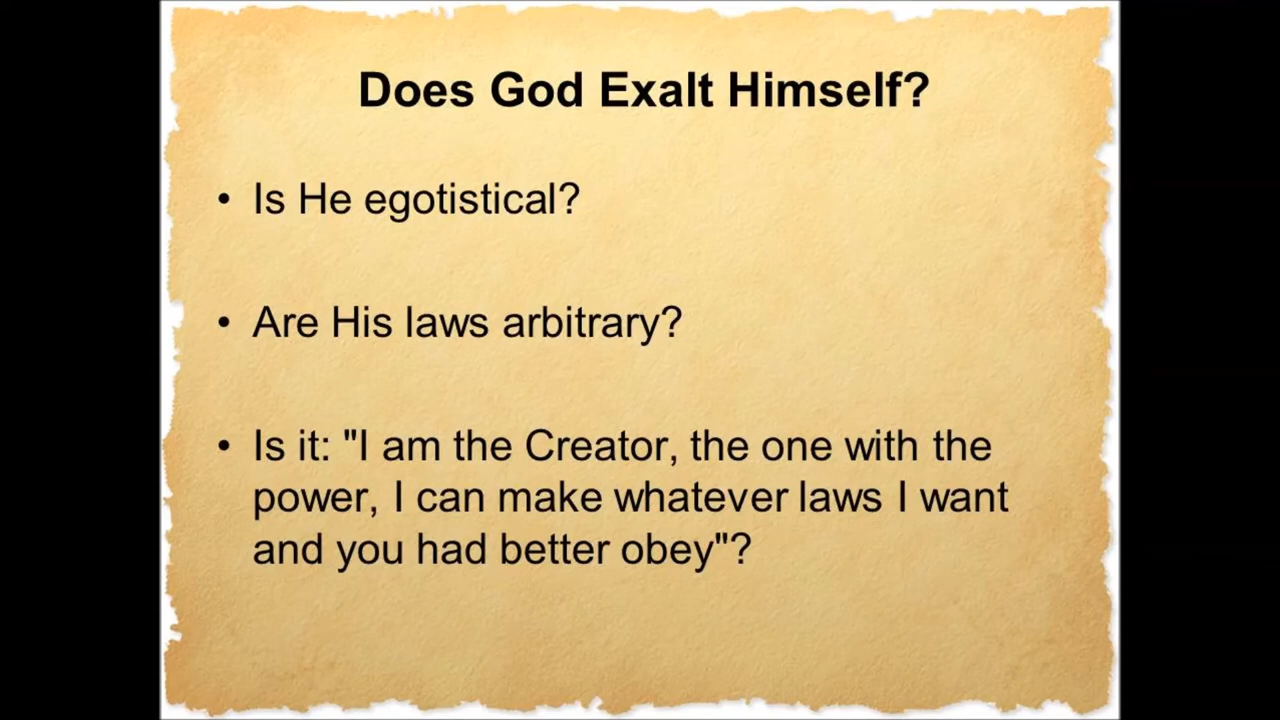 Does God Exalt Himself?
• Is He egotistical?
• Are His laws arbitrary?
• Is it: "I am the Creator, the one with the
power, I can make whatever laws I want
and you had better obey"?